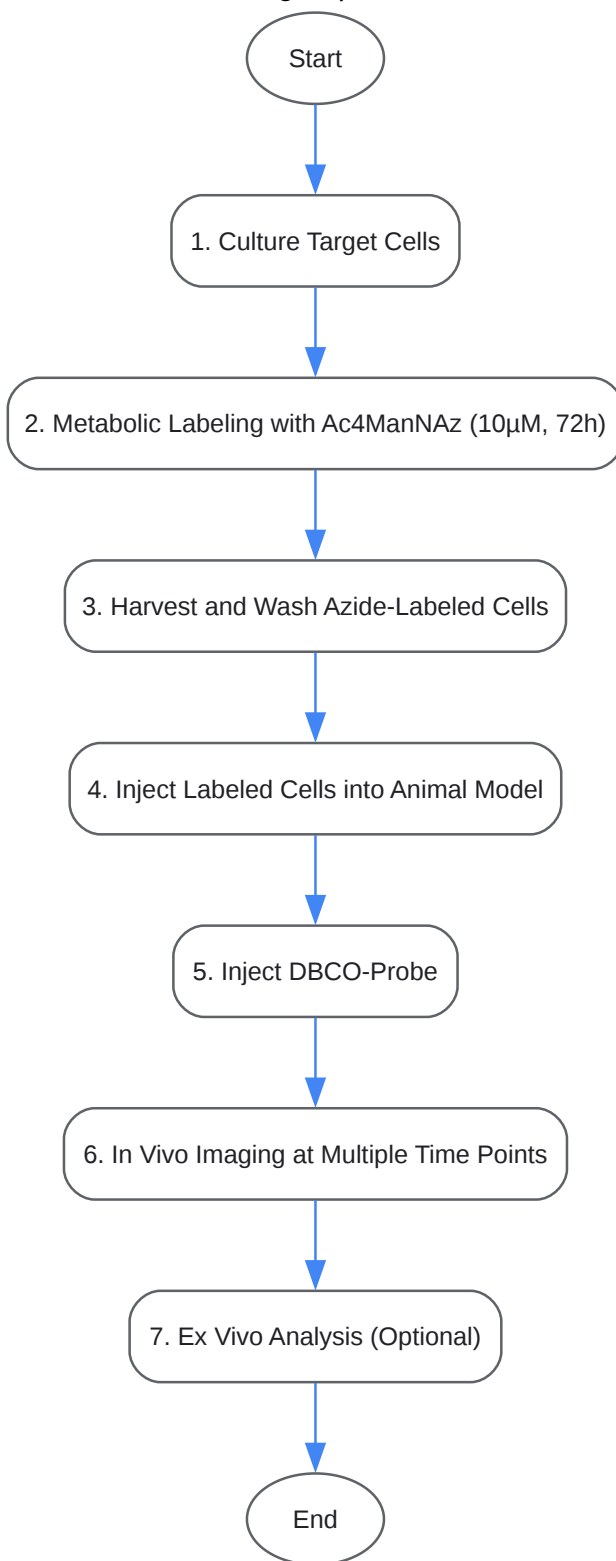 Start
1. Culture Target Cells
2. Metabolic Labeling with Ac4ManNAz (10µM, 72h)
3. Harvest and Wash Azide-Labeled Cells
4. Inject Labeled Cells into Animal Model
5. Inject DBCO-Probe
6. In Vivo Imaging at Multiple Time Points
7. Ex Vivo Analysis (Optional)
End